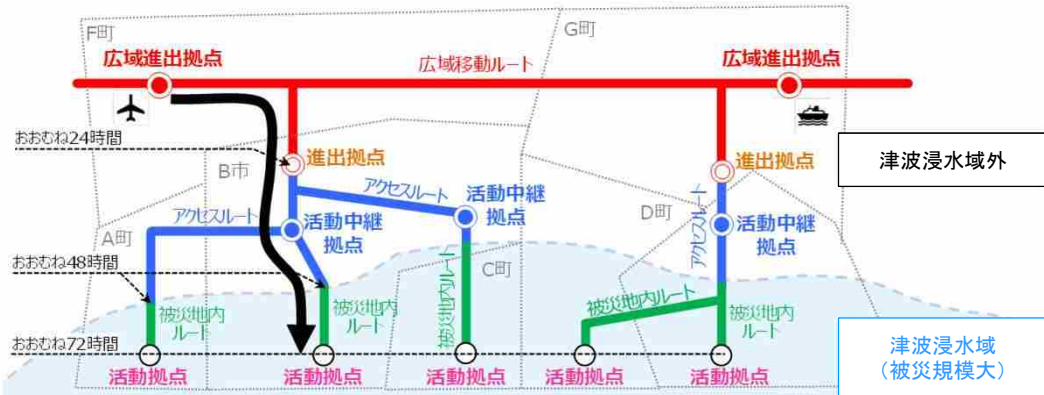 F町
G町
広域進出拠点
広域移動ルート
広域進出拠点
おおむね24時間
進出拠点
進出拠点
津波浸水域外
B市
アクセスルート
活動中継
拠点
D町
アクセスルート
A町
アクセスルート
活動中継
拠点
活動中継
拠点
おおむね48時間
C町
被災地内
ルート
被災地内
ルート
被災地内ルート
被災地内ルート
被災地内
ルート
おおむね72時間
津波浸水域
(被災規模大)
活動拠点
活動拠点
活動拠点
活動拠点
活動拠点